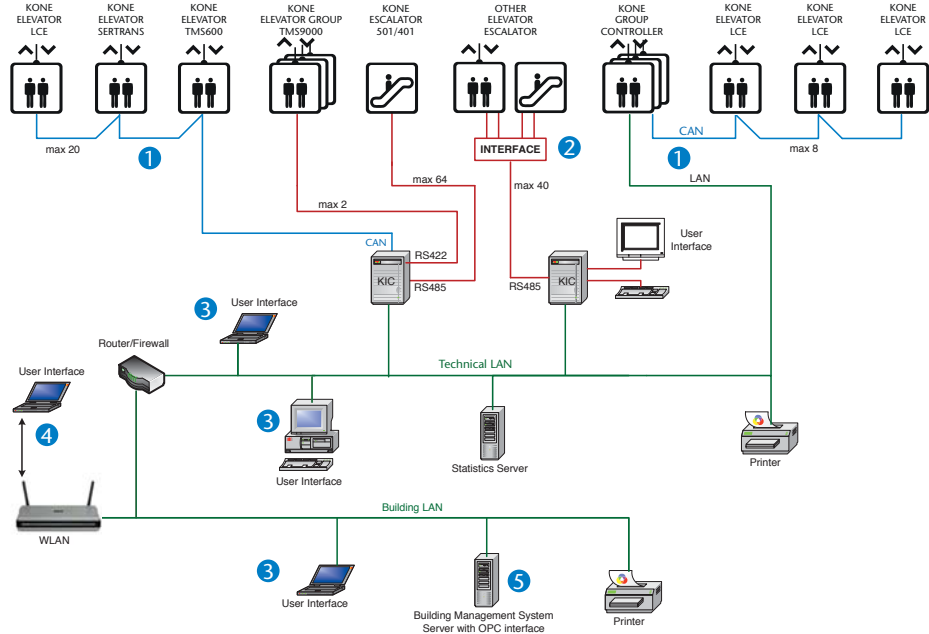 KONE
ELEVATOR
LCE
KONE
ELEVATOR
SERTRANS
KONE
ELEVATOR
TMS600
KONE
ELEVATOR GROUP
TMS9000
KONE
ESCALATOR
501/401
OTHER
ELEVATOR
ESCALATOR
KONE
GROUP
CONTROLLER
KONE
ELEVATOR
LCE
KONE
ELEVATOR
LCE
KONE
ELEVATOR
LCE
max 20
1
INTERFACE
2
CAN
1
max 8
max 64
max 40
LAN
max 2
CAN
RS422
KIC
RS485
RS485
KIC
User
Interface
3
User Interface
Router/Firewall
Technical LAN
User Interface
4
3
User Interface
Statistics Server
Printer
WLAN
Building LAN
3
User Interface
5
Building Management System
Server with OPC interface
Printer